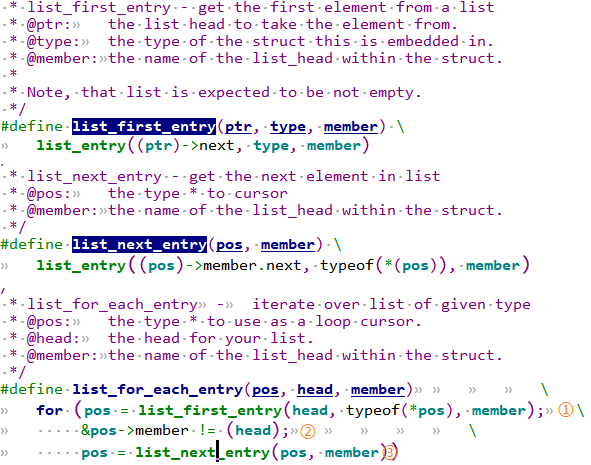 * list_first_entry - get the first element from a list
* @ptr:» the list head to take the element from.
* @type:» the type of the struct this is embedded in.
* @member:»the name of the list_head within the struct.
*
* Note, that list is expected to be not empty.
*/
#define list_first_entry(ptr, type, member) \
» list_entry((ptr)->next, type, member)
* list_next_entry - get the next element in list
* @pos:» the type * to cursor
* @member:»the name of the list_head within the struct.
*/
#define list_next_entry(pos, member) \
» list_entry((pos)->member.next, typeof(*(pos)), member)
* list_for_each_entry» -» iterate over list of given type
* @pos:» the type * to use as a loop cursor.
* @head:» the head for your list.
* @member:»the name of the list_head within the struct.
*/
#define list_for_each_entry(pos, head, member)» » » » \
» for (pos = list_first_entry(head, typeof(*pos), member);» ① \
» &pos->member != (head);» ② » » » » \
» pos = list_next_entry(pos, member)) ③